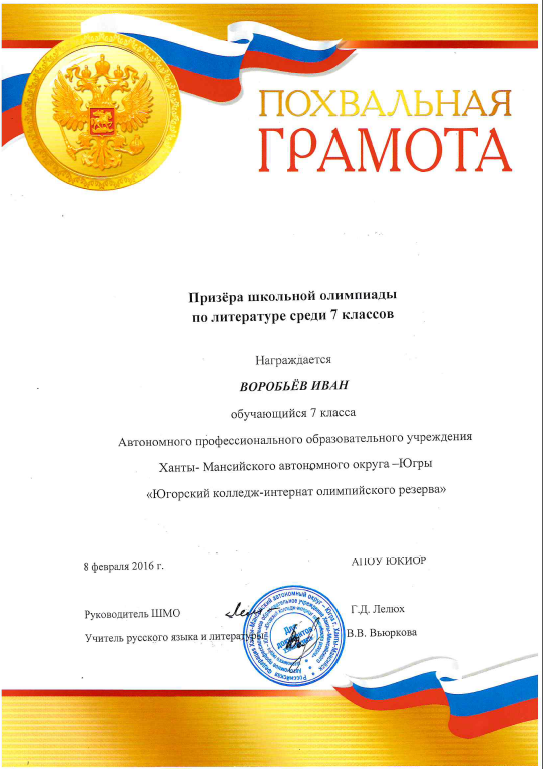 ПОХВАЛЬНАЯ
ГРАМОТА
Призёра школьной олимпиады
по литературе среди 7 классов
Награждается
ВОРОБЬЁВ ИВАН
обучающийся 7 класса
Автономного профессионального образовательного учреждения
Ханты- Мансийского автономного округа –Югры
«Югорский колледж-интернат олимпийского резерва»
8 февраля 2016 г. АПОУ ЮКИОР
Руководитель ШМО Г.Д. Лелюх
Учитель русского языка и литературы В.В. Вьюркова
Для
документов